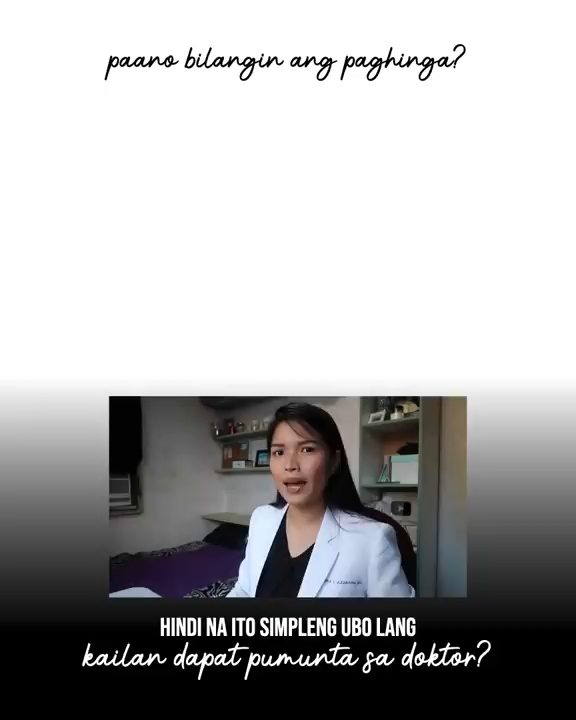 paano bilangin ang paghinga?
HINDI NA ITO SIMPLENG UBO LANG
kailan dapat pumunta sa doktor?